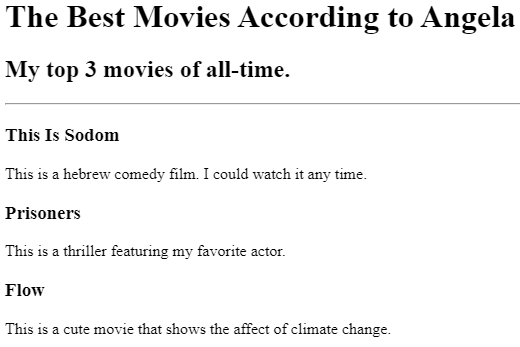 The Best Movies According to Angela
My top 3 movies of all-time.
This Is Sodom
This is a hebrew comedy film. I could watch it any time.
Prisoners
This is a thriller featuring my favorite actor.
Flow
This is a cute movie that shows the affect of climate change.